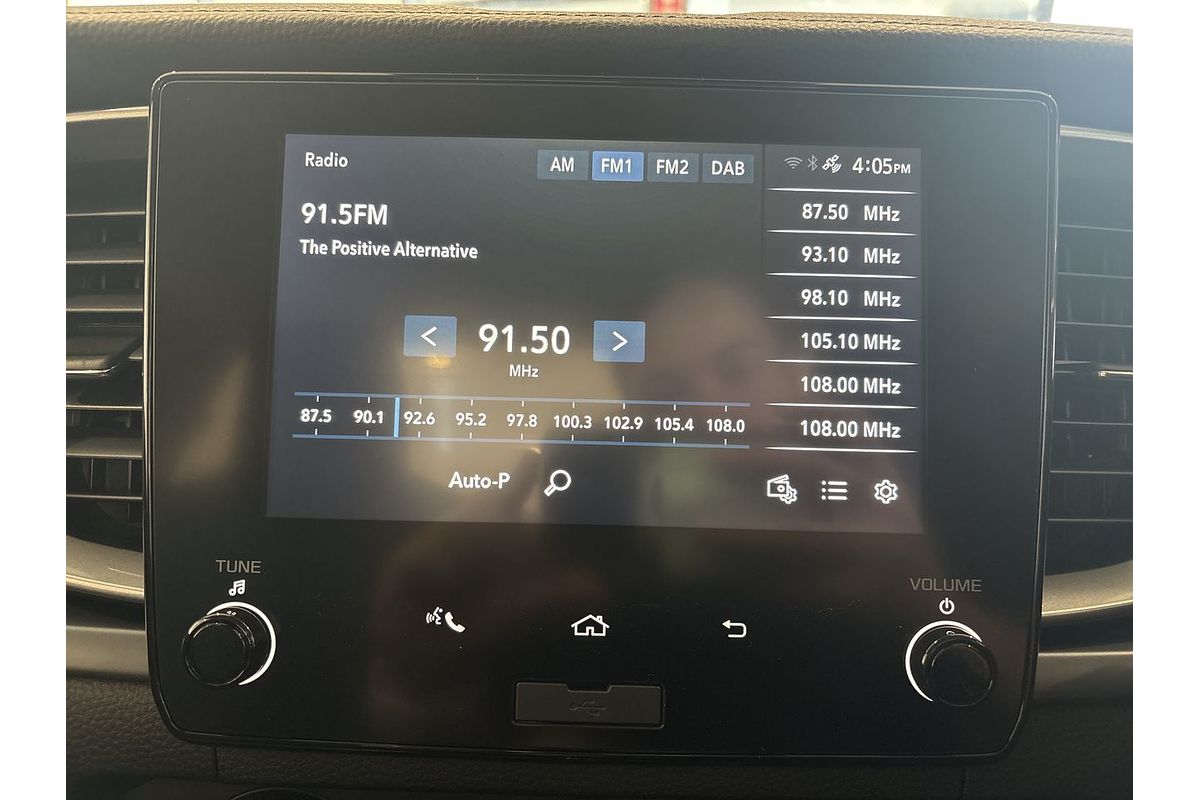 Radio
AM FM1 FM2 DAB
4:05PM
91.5FM
The Positive Alternative
< 91.50 >
MHz
87.5 90.1 92.6 95.2 97.8 100.3 102.9 105.4 108.0
Auto-P
87.50 MHz
93.10 MHz
98.10 MHz
105.10 MHz
108.00 MHz
108.00 MHz
TUNE
VOLUME